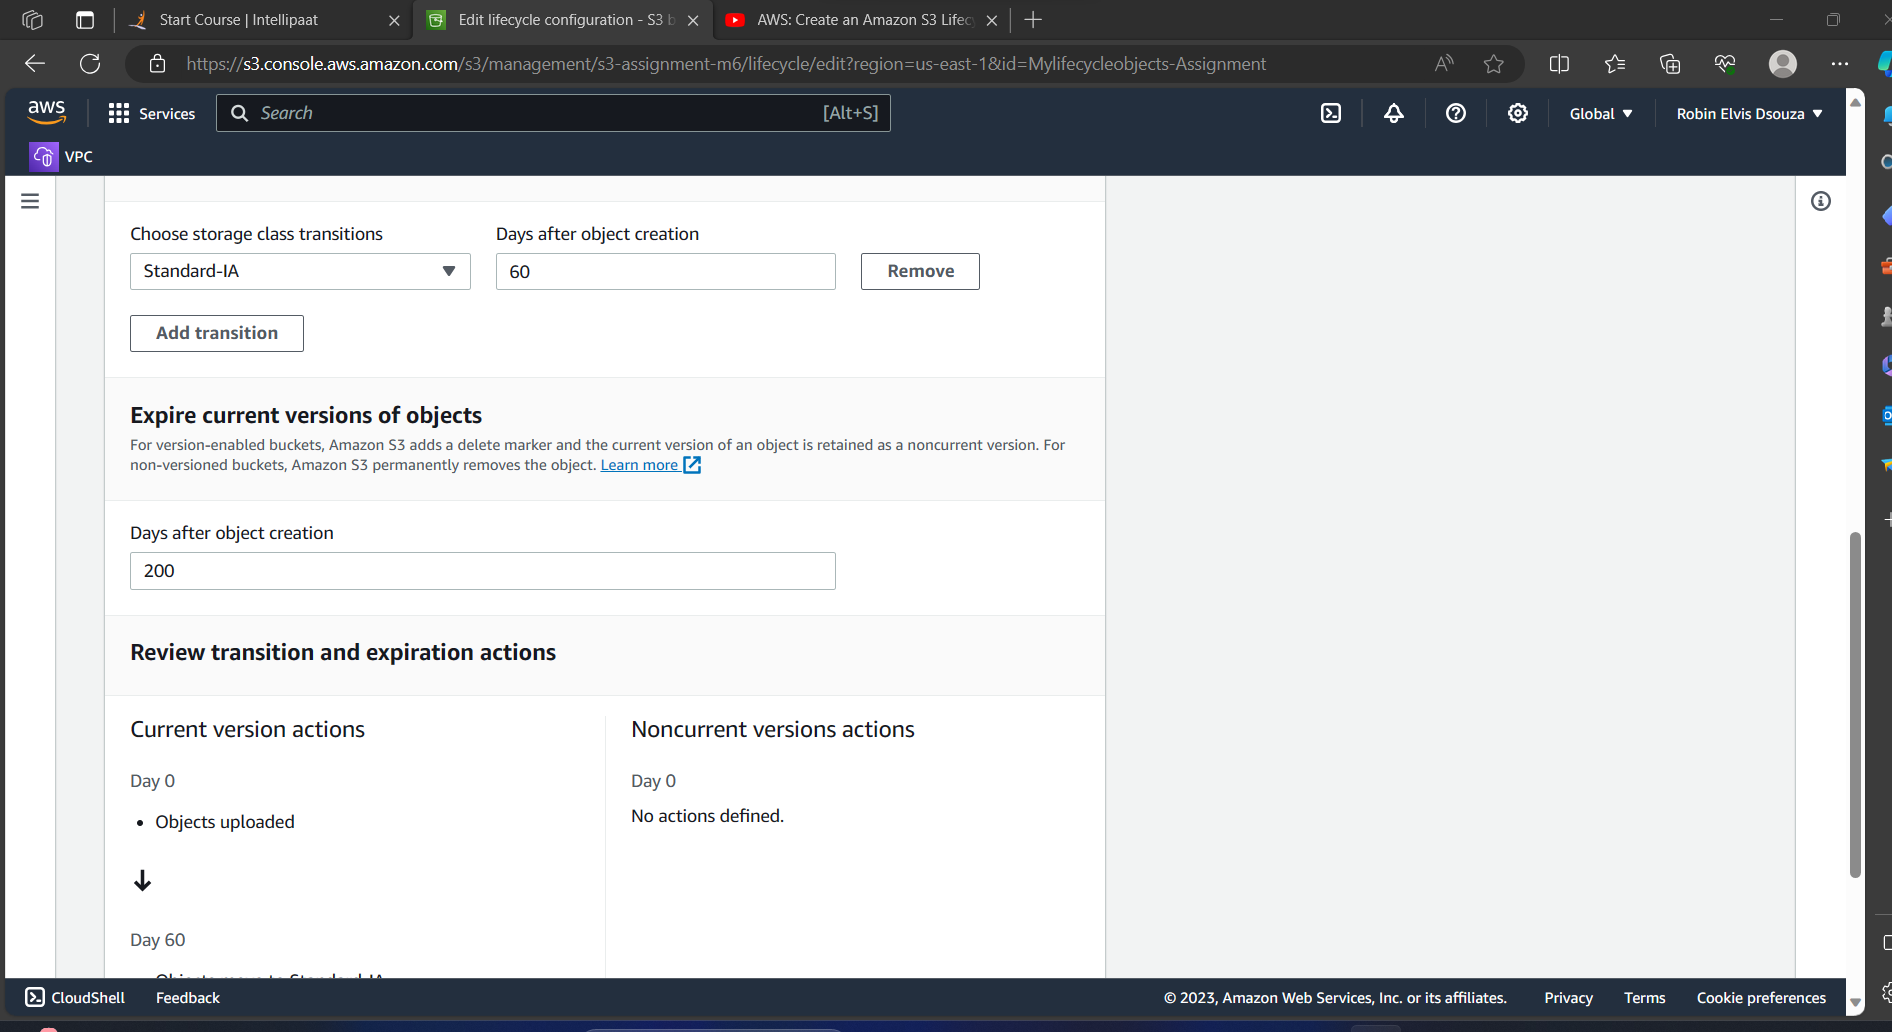 Start Course | Intellipaat
Edit lifecycle configuration - S3 b
AWS: Create an Amazon S3 Lifec
https://s3.console.aws.amazon.com/s3/management/s3-assignment-m6/lifecycle/edit?region=us-east-1&id=Mylifecycleobjects-Assignment
aws
Services
Search
[Alt+S]
Global
Robin Elvis Dsouza
VPC
Choose storage class transitions
Days after object creation
Standard-IA
60
Remove
Add transition
Expire current versions of objects
For version-enabled buckets, Amazon S3 adds a delete marker and the current version of an object is retained as a noncurrent version. For
non-versioned buckets, Amazon S3 permanently removes the object. Learn more
Days after object creation
200
Review transition and expiration actions
Current version actions
Noncurrent versions actions
Day 0
Day 0
• Objects uploaded
No actions defined.
Day 60
Objects move to Standard-IA
CloudShell
Feedback
© 2023, Amazon Web Services, Inc. or its affiliates.
Privacy
Terms
Cookie preferences